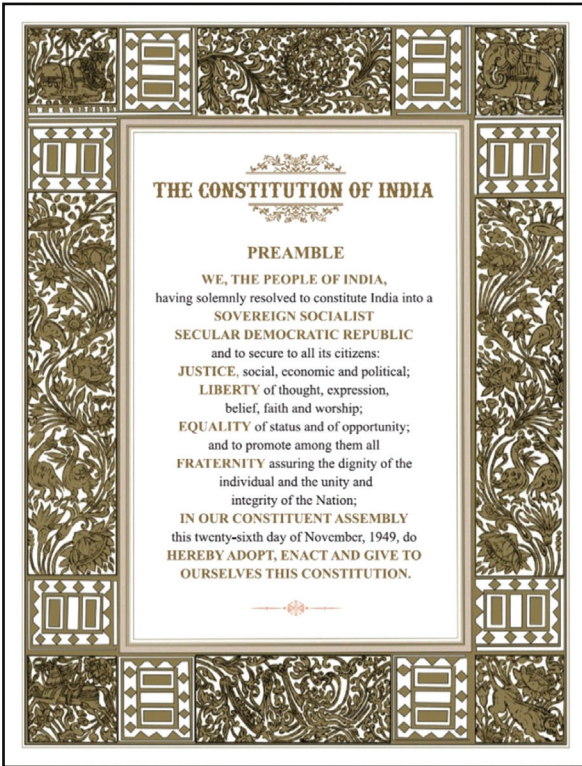 THE CONSTITUTION OF INDIA
PREAMBLE
WE, THE PEOPLE OF INDIA,
having solemnly resolved to constitute India into a
SOVEREIGN SOCIALIST
SECULAR DEMOCRATIC REPUBLIC
and to secure to all its citizens:
JUSTICE, social, economic and political;
LIBERTY of thought, expression,
belief, faith and worship;
EQUALITY of status and of opportunity;
and to promote among them all
FRATERNITY assuring the dignity of the
individual and the unity and
integrity of the Nation;
IN OUR CONSTITUENT ASSEMBLY
this twenty-sixth day of November, 1949, do
HEREBY ADOPT, ENACT AND GIVE TO
OURSELVES THIS CONSTITUTION.